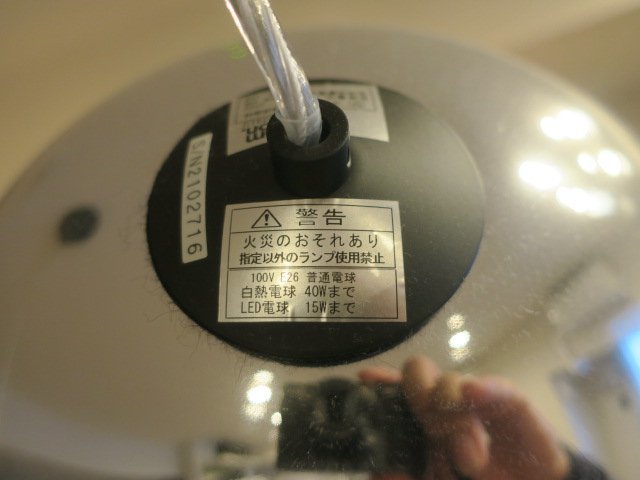 S/N2102716
警告
火災のおそれあり
指定以外のランプ使用禁止
100V E26 普通電球
白熱電球 40Wまで
LED電球 15Wまで